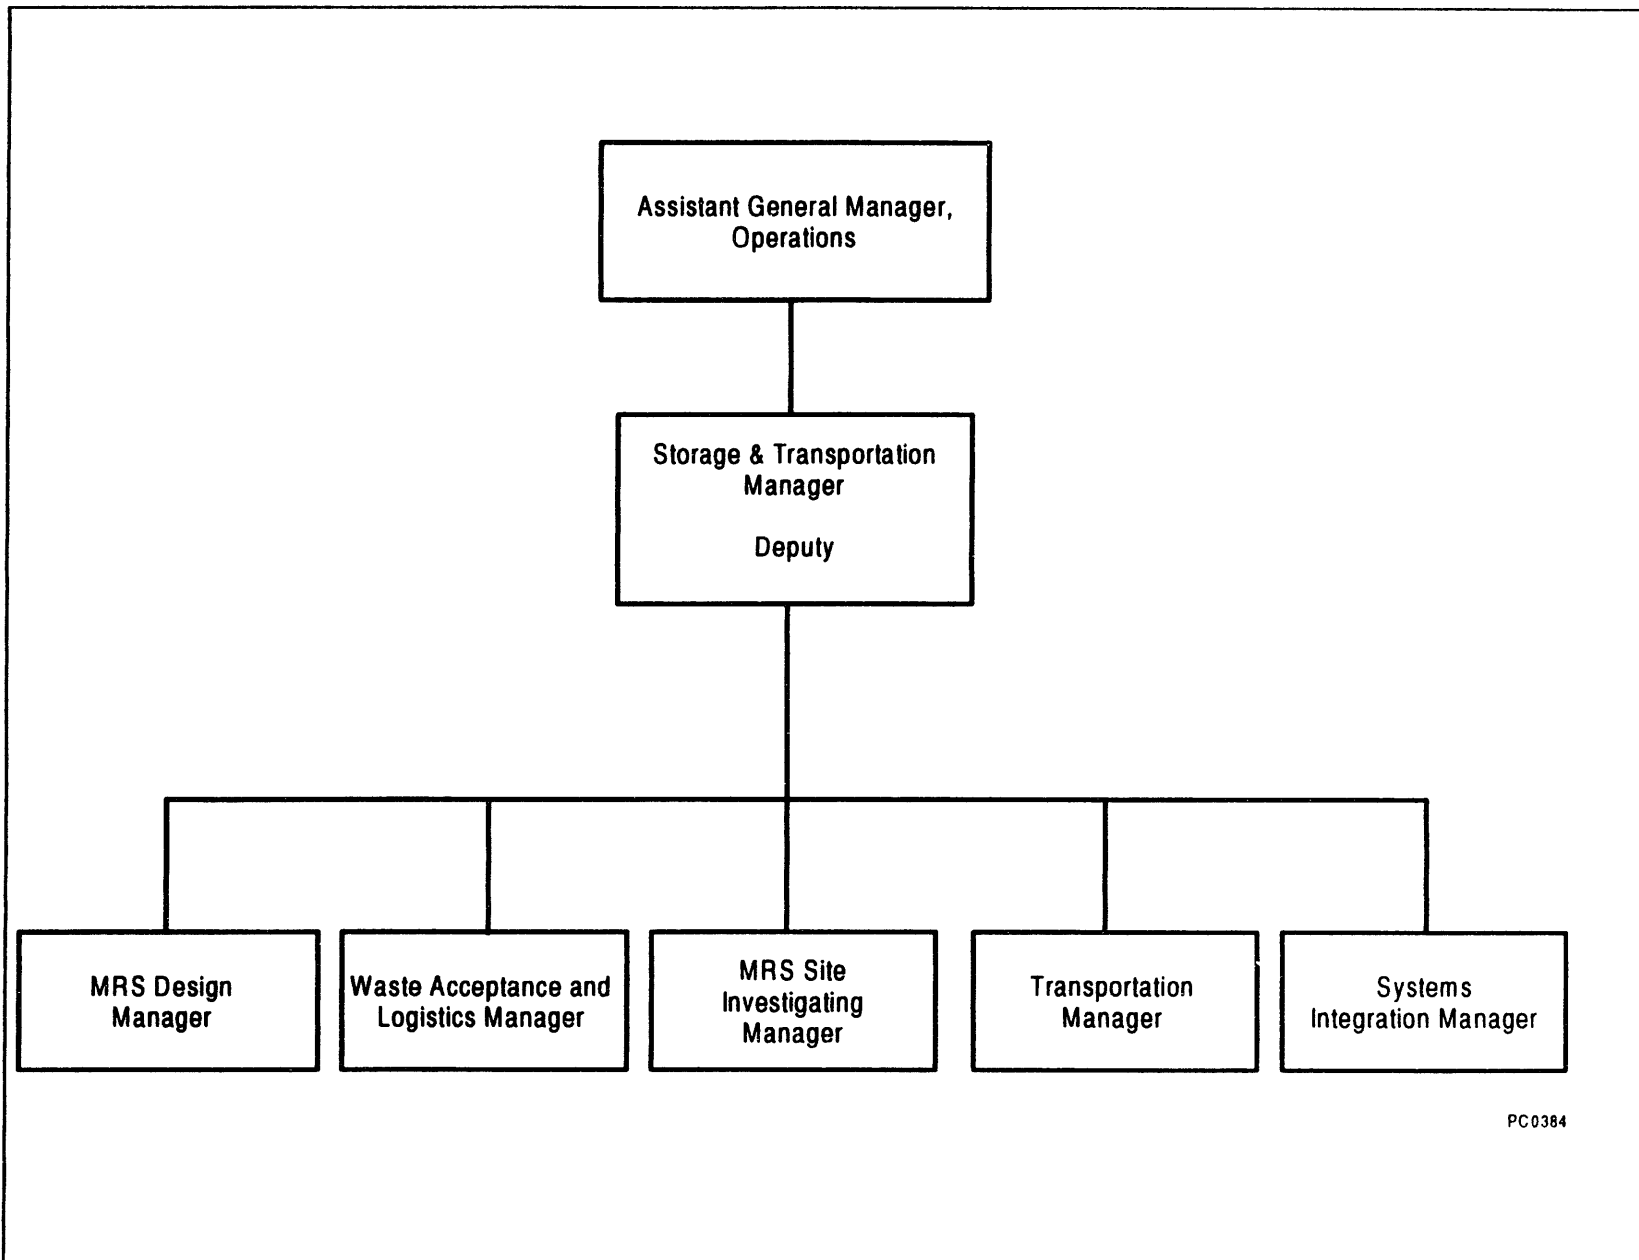 Assistant General Manager,
Operations
Storage & Transportation
Manager
Deputy
MRS Design
Manager
Waste Acceptance and
Logistics Manager
MRS Site
Investigating
Manager
Transportation
Manager
Systems
Integration Manager
PC0384